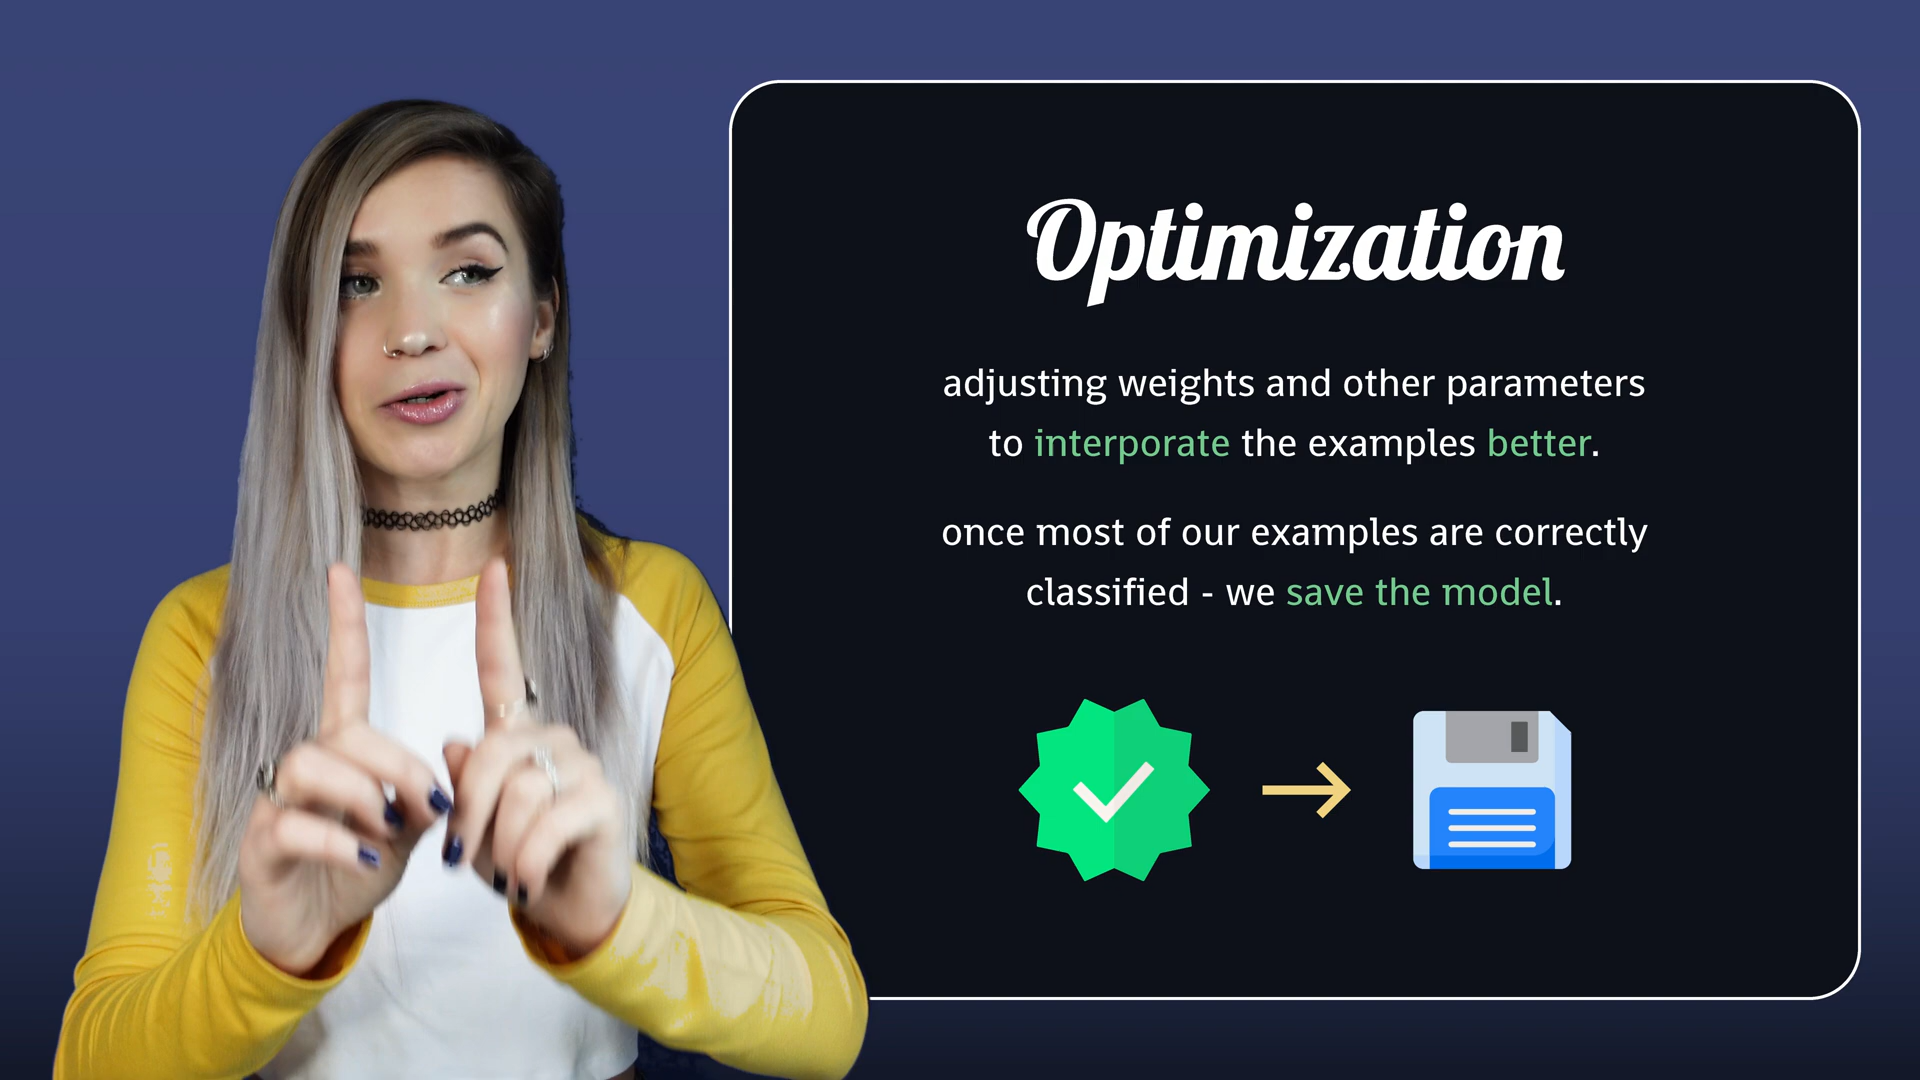 Optimization
adjusting weights and other parameters
to interporate the examples better.
once most of our examples are correctly
classified - we save the model.